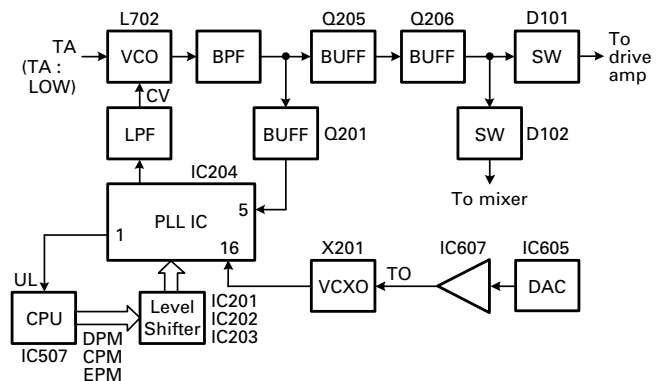 L702
Q205
Q206
D101
TA
(TA :
LOW)
VCO
BPF
BUFF
BUFF
SW
To
drive
amp
CV
LPF
BUFF
Q201
SW
D102
IC204
To mixer
PLL IC
5
1
16
X201
IC607
IC605
UL
VCXO
TO
DAC
CPU
Level
Shifter
IC201
IC202
IC203
IC507
DPM
CPM
EPM